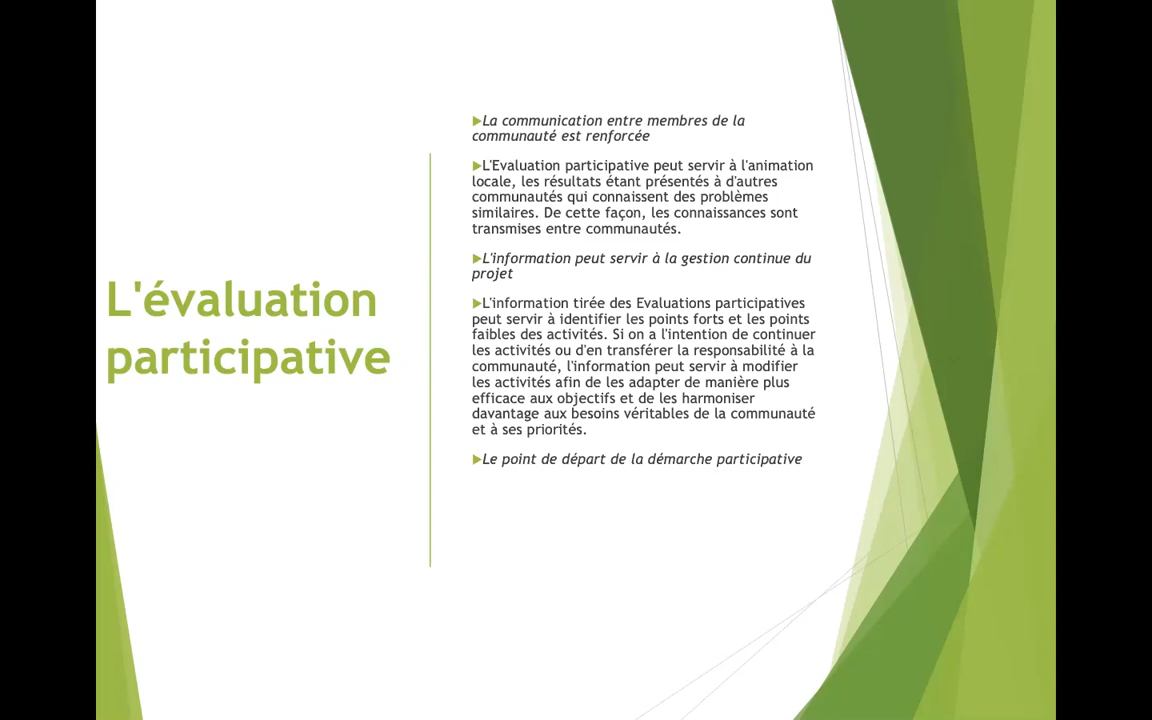 L'évaluation
participative
La communication entre membres de la
communauté est renforcée
L'Evaluation participative peut servir à l'animation
locale, les résultats étant présentés à d'autres
communautés qui connaissent des problèmes
similaires. De cette façon, les connaissances sont
transmises entre communautés.
L'information peut servir à la gestion continue du
projet
L'information tirée des Evaluations participatives
peut servir à identifier les points forts et les points
faibles des activités. Si on a l'intention de continuer
les activités ou d'en transférer la responsabilité à la
communauté, l'information peut servir à modifier
les activités afin de les adapter de manière plus
efficace aux objectifs et de les harmoniser
davantage aux besoins véritables de la communauté
et à ses priorités.
Le point de départ de la démarche participative